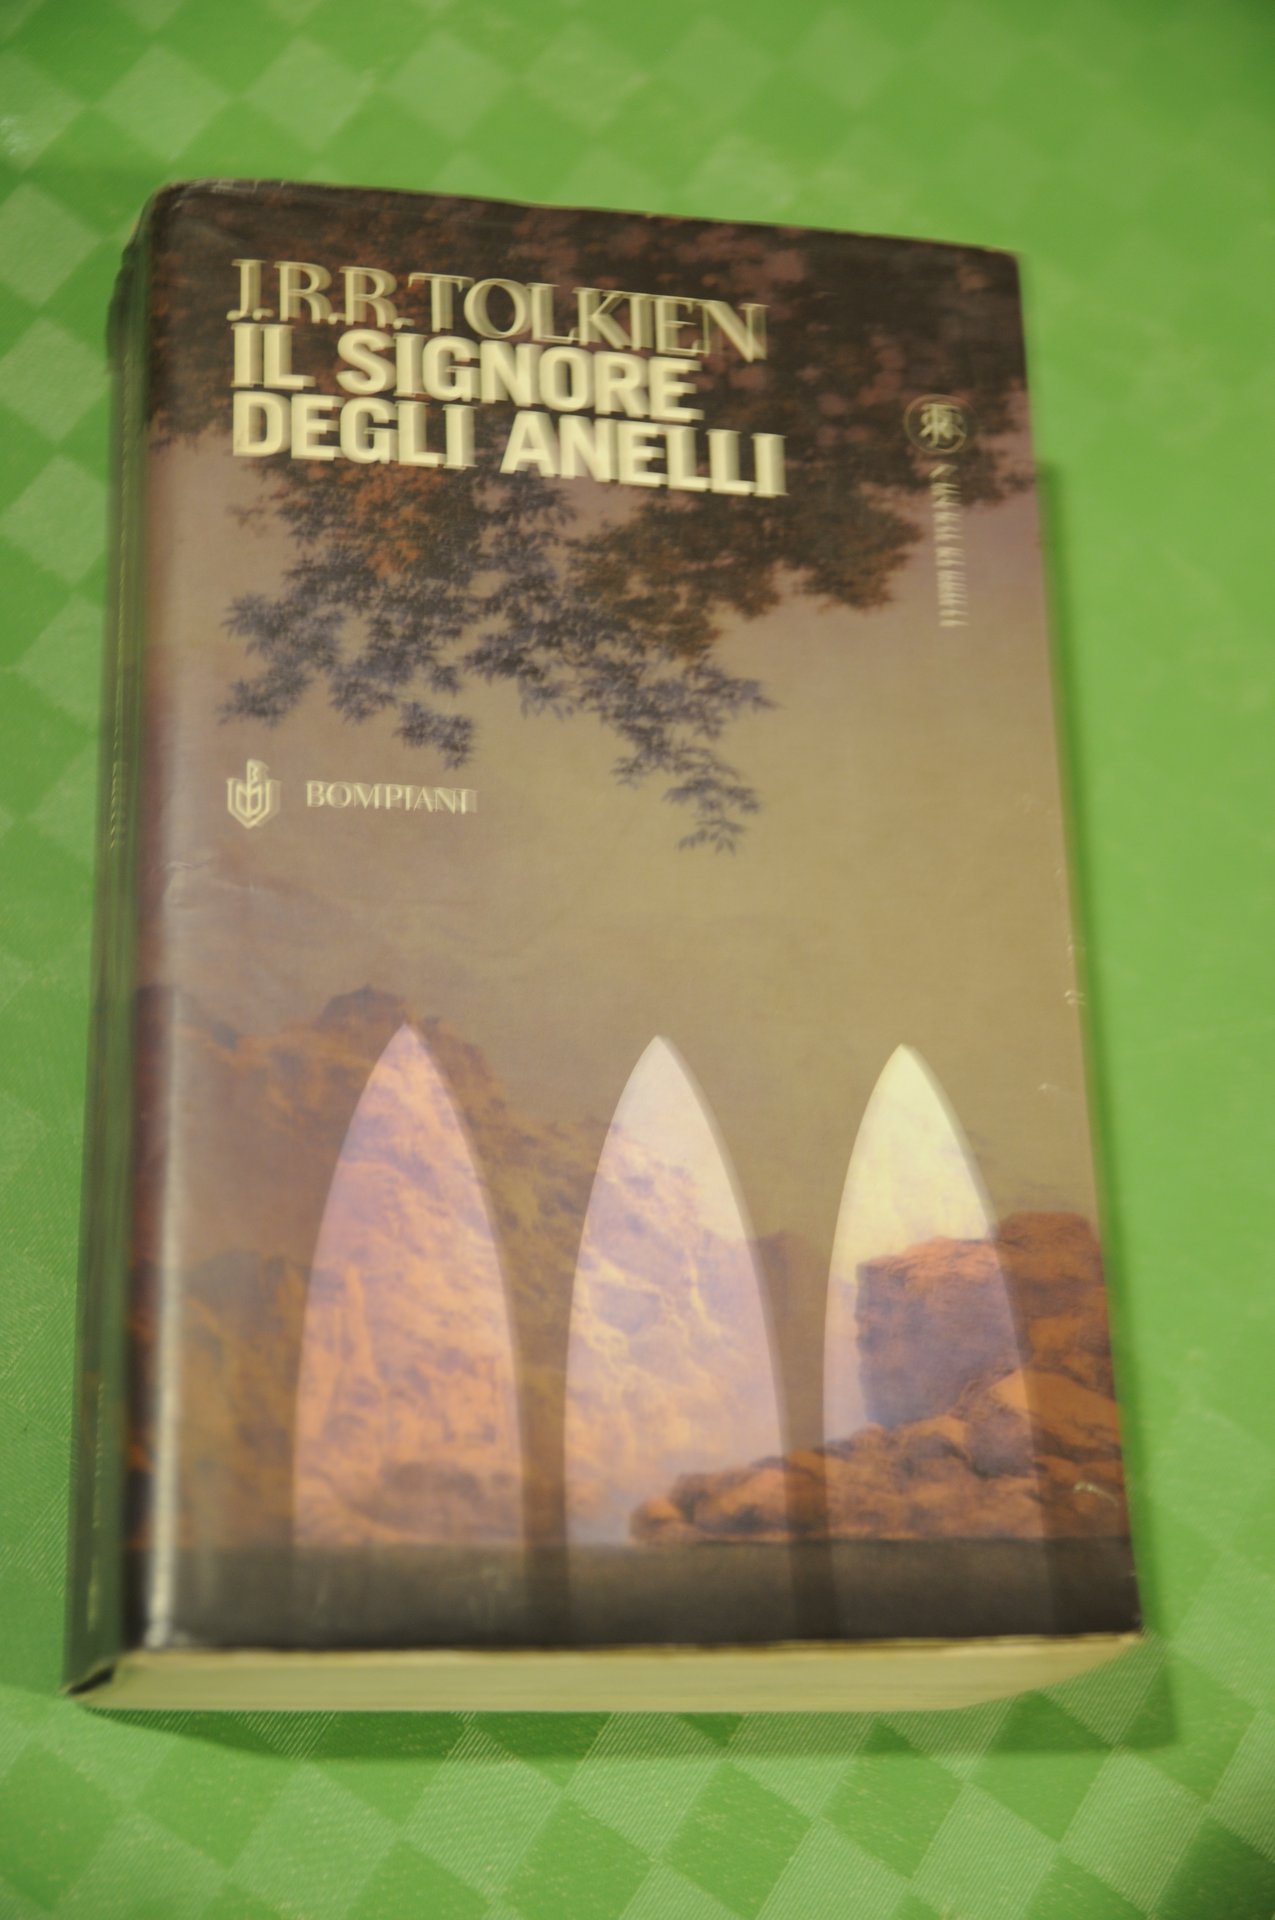 J.R.R. TOLKIEN
IL SIGNORE
DEGLI ANELLI
BOMPIANI